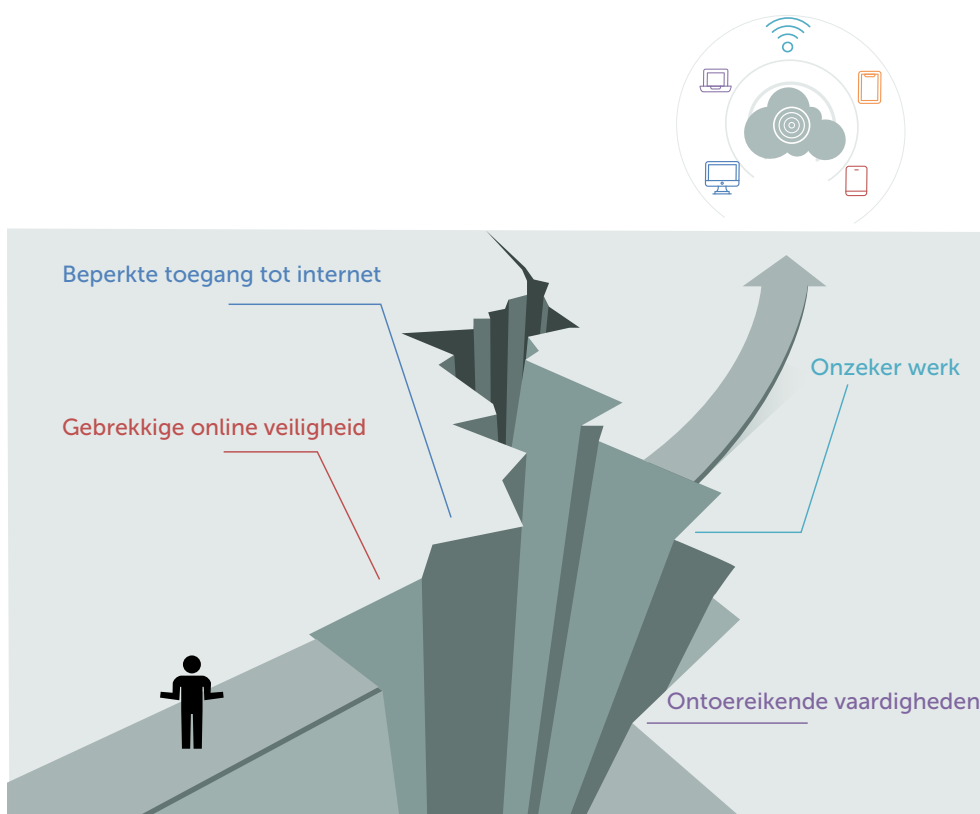 Beperkte toegang tot internet
Onzeker werk
Gebrekkige online veiligheid
Ontoereikende vaardigheden